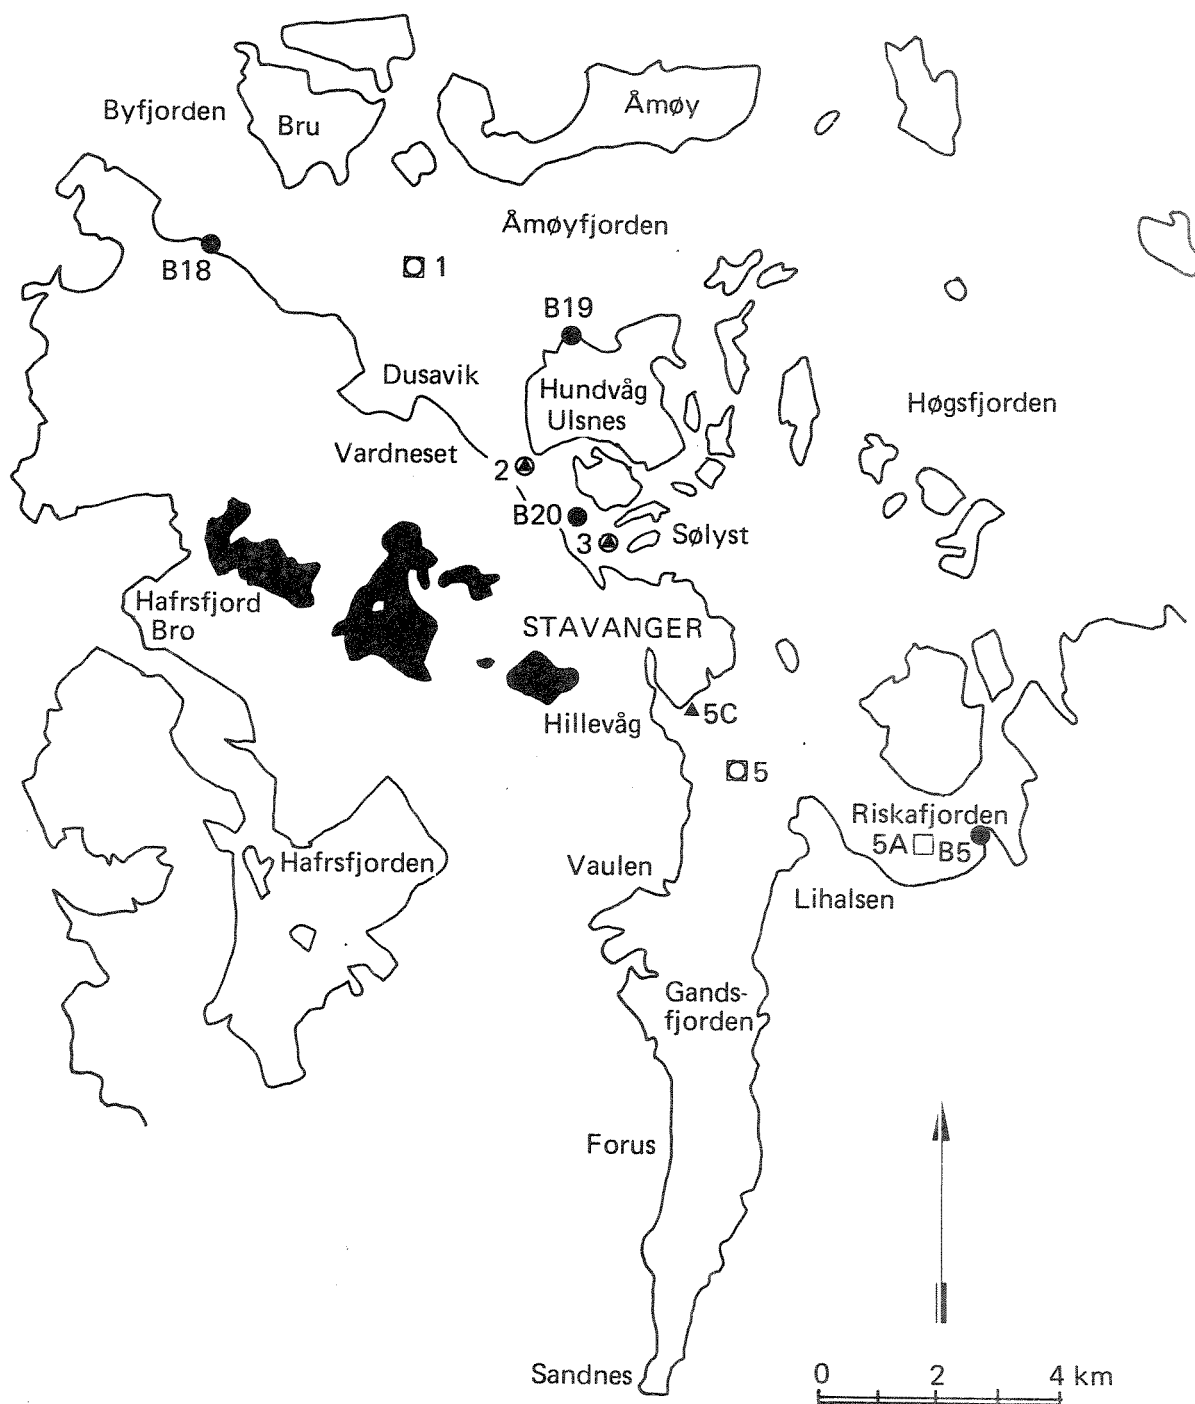 Byfjorden
Bru
Åmøy
Åmøyfjorden
B18
1
B19
Dusavik
Hundvåg
Ulsnes
Høgsfjorden
Vardneset
2
B20
3
Sølyst
Hafrsfjord
Bro
STAVANGER
5C
Hillevåg
5
Riskafjorden
5A
B5
Hafrsfjorden
Vaulen
Lihalsen
Gands-
fjorden
Forus
Sandnes
0 2 4 km